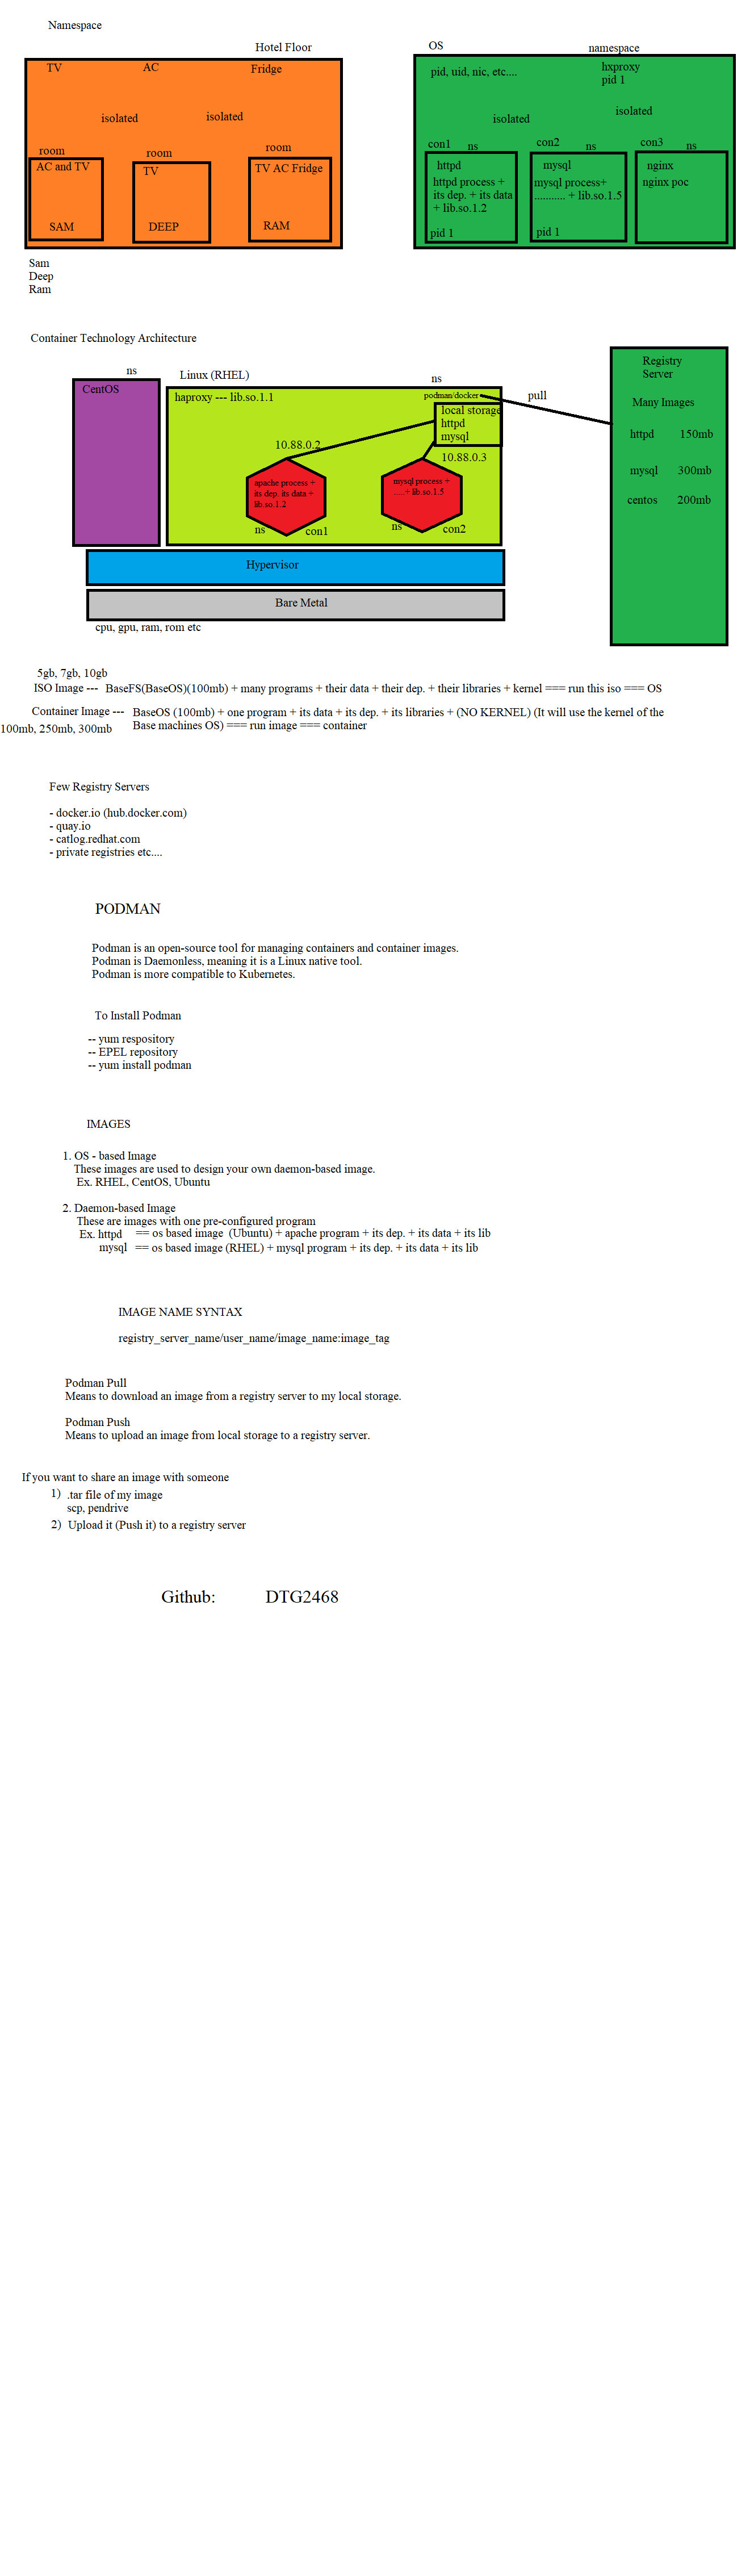 Namespace
Hotel Floor
TV AC Fridge
isolated isolated
room room room
AC and TV
TV
TV AC Fridge
SAM DEEP RAM
Sam
Deep
Ram
OS
namespace
pid, uid, nic, etc....
hxproxy
pid 1
isolated
isolated
con1 ns con2 ns con3 ns
httpd
httpd process +
its dep. + its data
+ lib.so.1.2
pid 1
mysql
mysql process+
........... + lib.so.1.5
pid 1
nginx
nginx poc
Container Technology Architecture
ns
CentOS
Linux (RHEL)
ns
haproxy --- lib.so.1.1
podman/docker
pull
local storage
httpd
mysql
10.88.0.2
10.88.0.3
apache process +
its dep. its data +
lib.so.1.2
ns con1
mysql process +
.....+ lib.so.1.5
ns con2
Hypervisor
Bare Metal
cpu, gpu, ram, rom etc
Registry
Server
Many Images
httpd 150mb
mysql 300mb
centos 200mb
5gb, 7gb, 10gb
ISO Image --- BaseFS(BaseOS)(100mb) + many programs + their data + their dep. + their libraries + kernel === run this iso === OS
Container Image --- BaseOS (100mb) + one program + its data + its dep. + its libraries + (NO KERNEL) (It will use the kernel of the
100mb, 250mb, 300mb Base machines OS) === run image === container
Few Registry Servers
- docker.io (hub.docker.com)
- quay.io
- catlog.redhat.com
- private registries etc....
PODMAN
Podman is an open-source tool for managing containers and container images.
Podman is Daemonless, meaning it is a Linux native tool.
Podman is more compatible to Kubernetes.
To Install Podman
-- yum respository
-- EPEL repository
-- yum install podman
IMAGES
1. OS - based Image
These images are used to design your own daemon-based image.
Ex. RHEL, CentOS, Ubuntu
2. Daemon-based Image
These are images with one pre-configured program
Ex. httpd == os based image (Ubuntu) + apache program + its dep. + its data + its lib
mysql == os based image (RHEL) + mysql program + its dep. + its data + its lib
IMAGE NAME SYNTAX
registry_server_name/user_name/image_name:image_tag
Podman Pull
Means to download an image from a registry server to my local storage.
Podman Push
Means to upload an image from local storage to a registry server.
If you want to share an image with someone
1) .tar file of my image
scp, pendrive
2) Upload it (Push it) to a registry server
Github: DTG2468